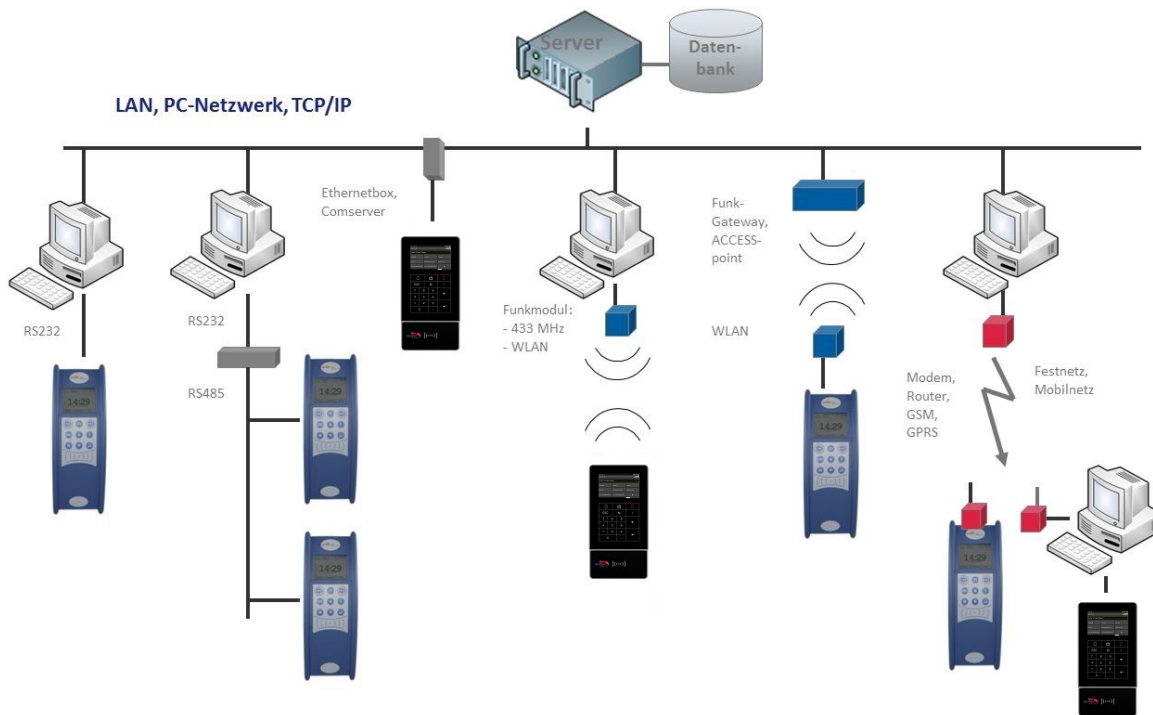 Server
Daten-
bank
LAN, PC-Netzwerk, TCP/IP
Ethernetbox,
Comserver
Funk-
Gateway,
ACCESS-
point
RS232
RS232
RS485
Funkmodul:
- 433 MHz
- WLAN
WLAN
Modem,
Router,
GSM,
GPRS
Festnetz,
Mobilnetz
14:29
14:29
14:29
14:29
14:29